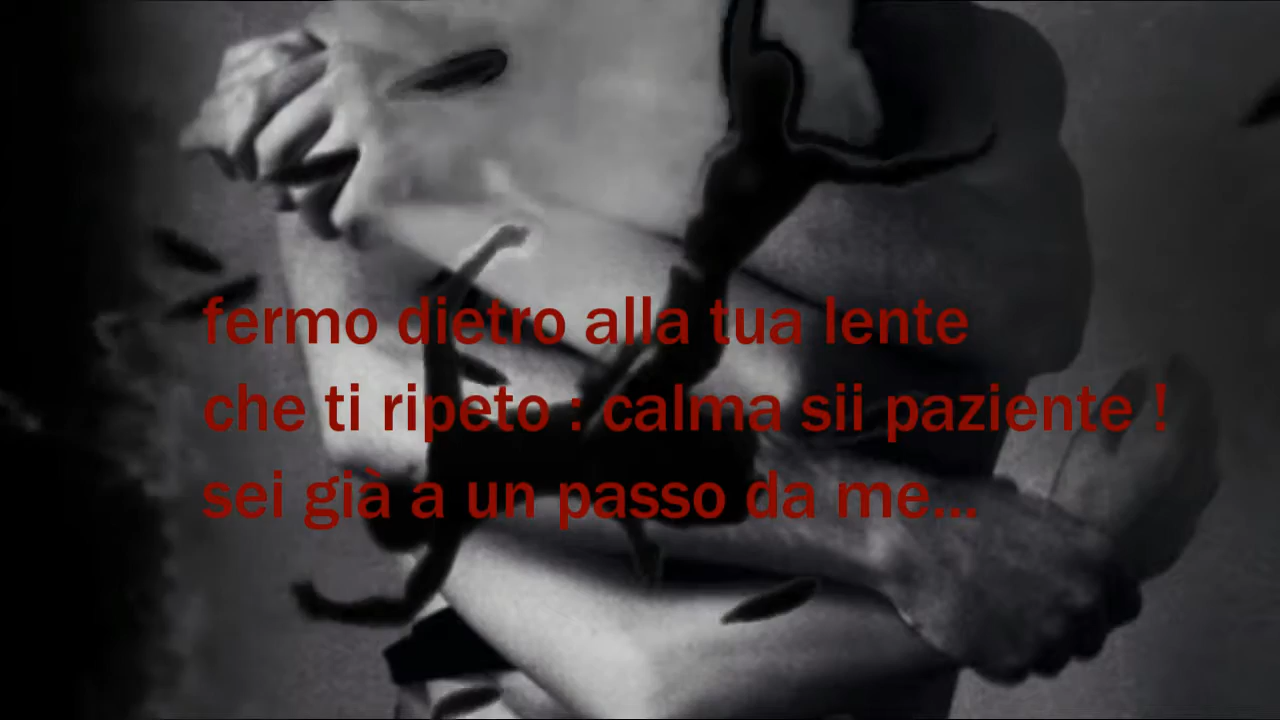 fermo dietro alla tua lente
che ti ripeto : calma sii paziente !
sei già a un passo da me...